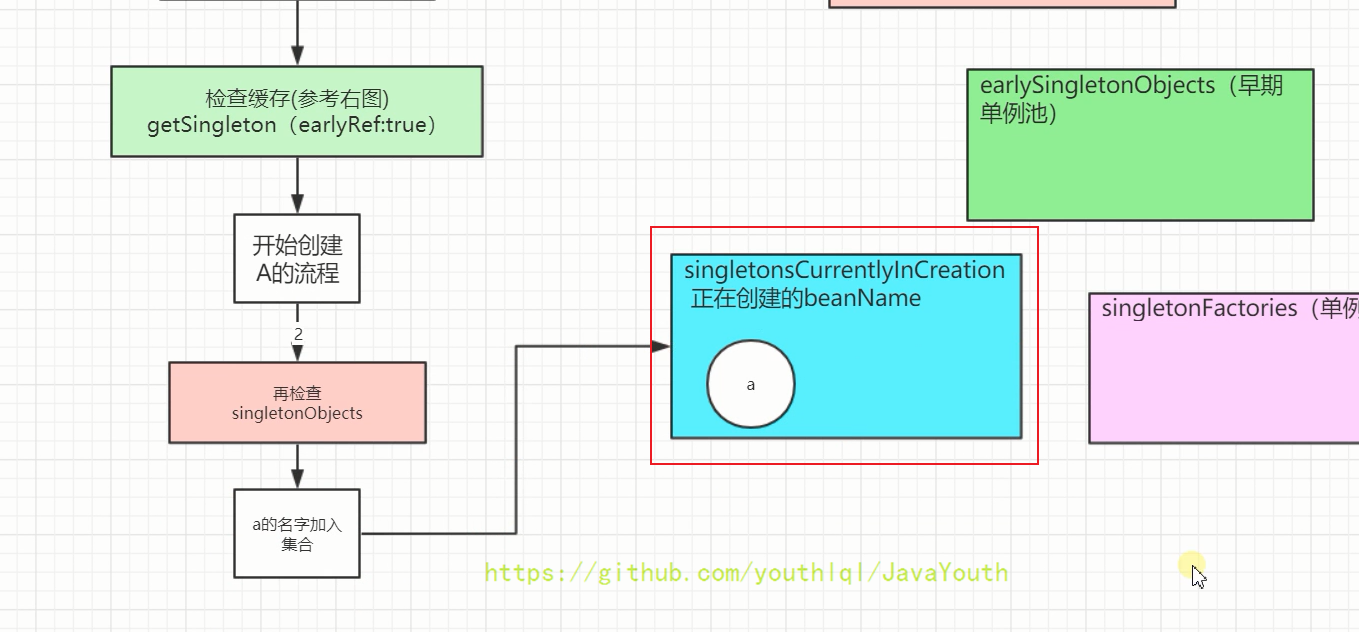 检查缓存(参考右图)
getSingleton（earlyRef:true）
开始创建
A的流程
2
再检查
singletonObjects
a的名字加入
集合
earlySingletonObjects（早期
单例池）
singletonsCurrentlyInCreation
正在创建的beanName
a
singletonFactories（单例
https://github.com/youthlql/JavaYouth